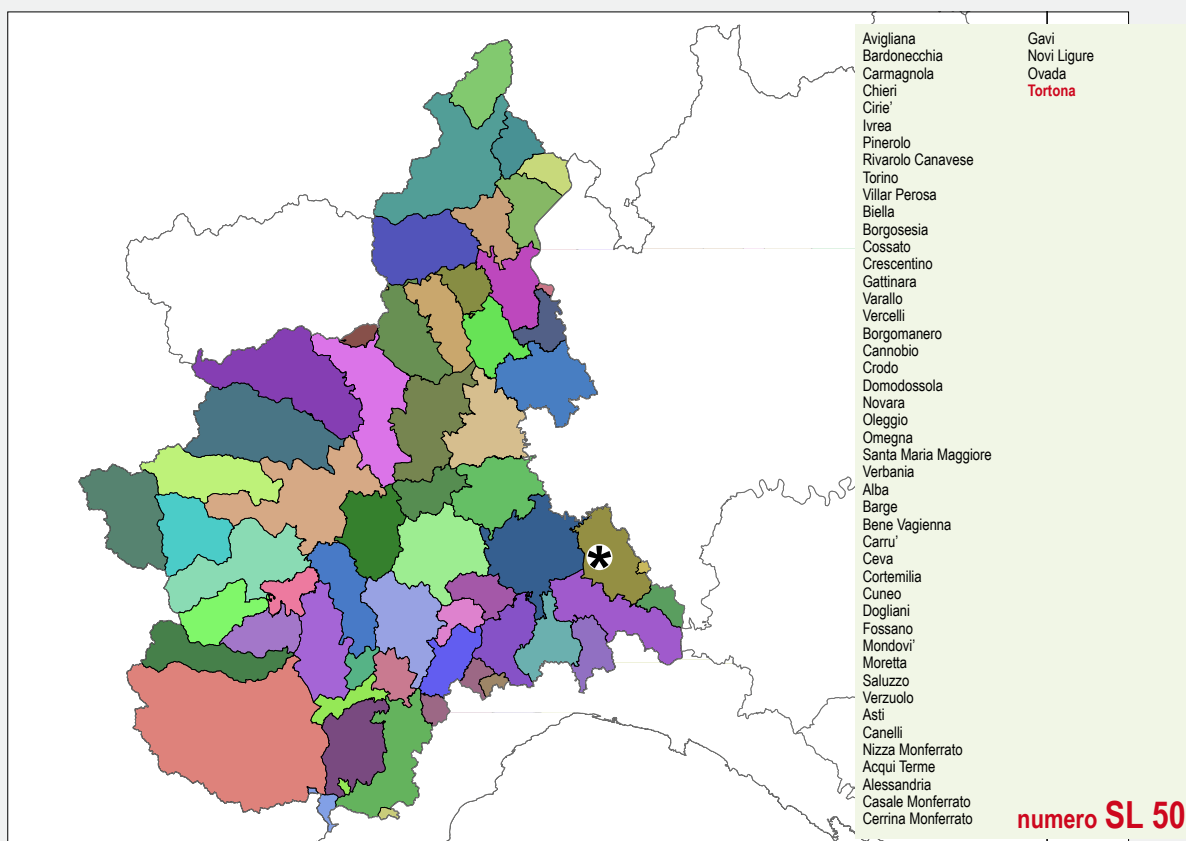 Avigliana
Bardonecchia
Carmagnola
Chieri
Cirie'
Ivrea
Pinerolo
Rivarolo Canavese
Torino
Villar Perosa
Biella
Borgosesia
Cossato
Crescentino
Gattinara
Varallo
Vercelli
Borgomanero
Cannobio
Crodo
Domodossola
Novara
Oleggio
Omegna
Santa Maria Maggiore
Verbania
Alba
Barge
Bene Vagienna
Carru'
Ceva
Cortemilia
Cuneo
Dogliani
Fossano
Mondovi'
Moretta
Saluzzo
Verzuolo
Asti
Canelli
Nizza Monferrato
Acqui Terme
Alessandria
Casale Monferrato
Cerrina Monferrato
Gavi
Novi Ligure
Ovada
Tortona
numero SL 50
*